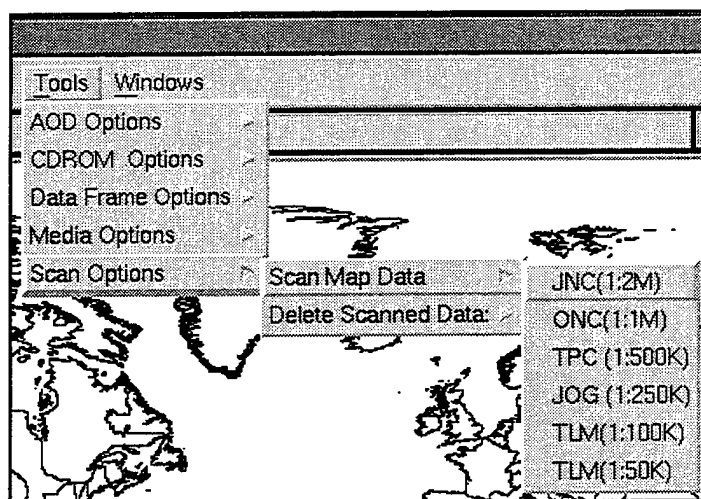 Tools Windows
AOD Options
CDROM Options
Data Frame Options
Media Options
Scan Options
Scan Map Data
Delete Scanned Data:
JNC(1:2M)
ONC(1:1M)
TPC (1:500K)
JOG (1:250K)
TLM(1:100K)
TLM(1:50K)